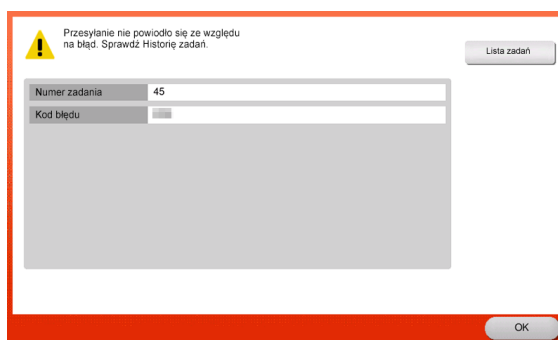 Przesyłanie nie powiodło się ze względu
na błąd. Sprawdź Historię zadań.
Lista zadań
Numer zadania 45
Kod błędu
OK